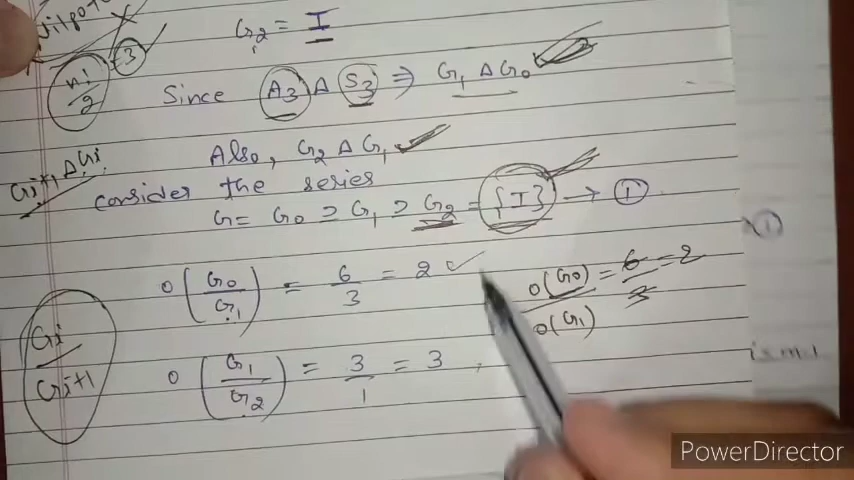 G₂ = I
n!/2 = 3
Since A₃ Δ S₃ ⇒ G₁ Δ G₀
Also, G₂ Δ G₁
Gi+1 Δ Gi
consider the series
G = G₀ ⊃ G₁ ⊃ G₂ = {I} → ①
①
o(G₀/G₁) = 6/3 = 2 ✓
o(G₀)/o(G₁) = 6/3 = 2
Gi/Gi+1
o(G₁/G₂) = 3/1 = 3,
PowerDirector